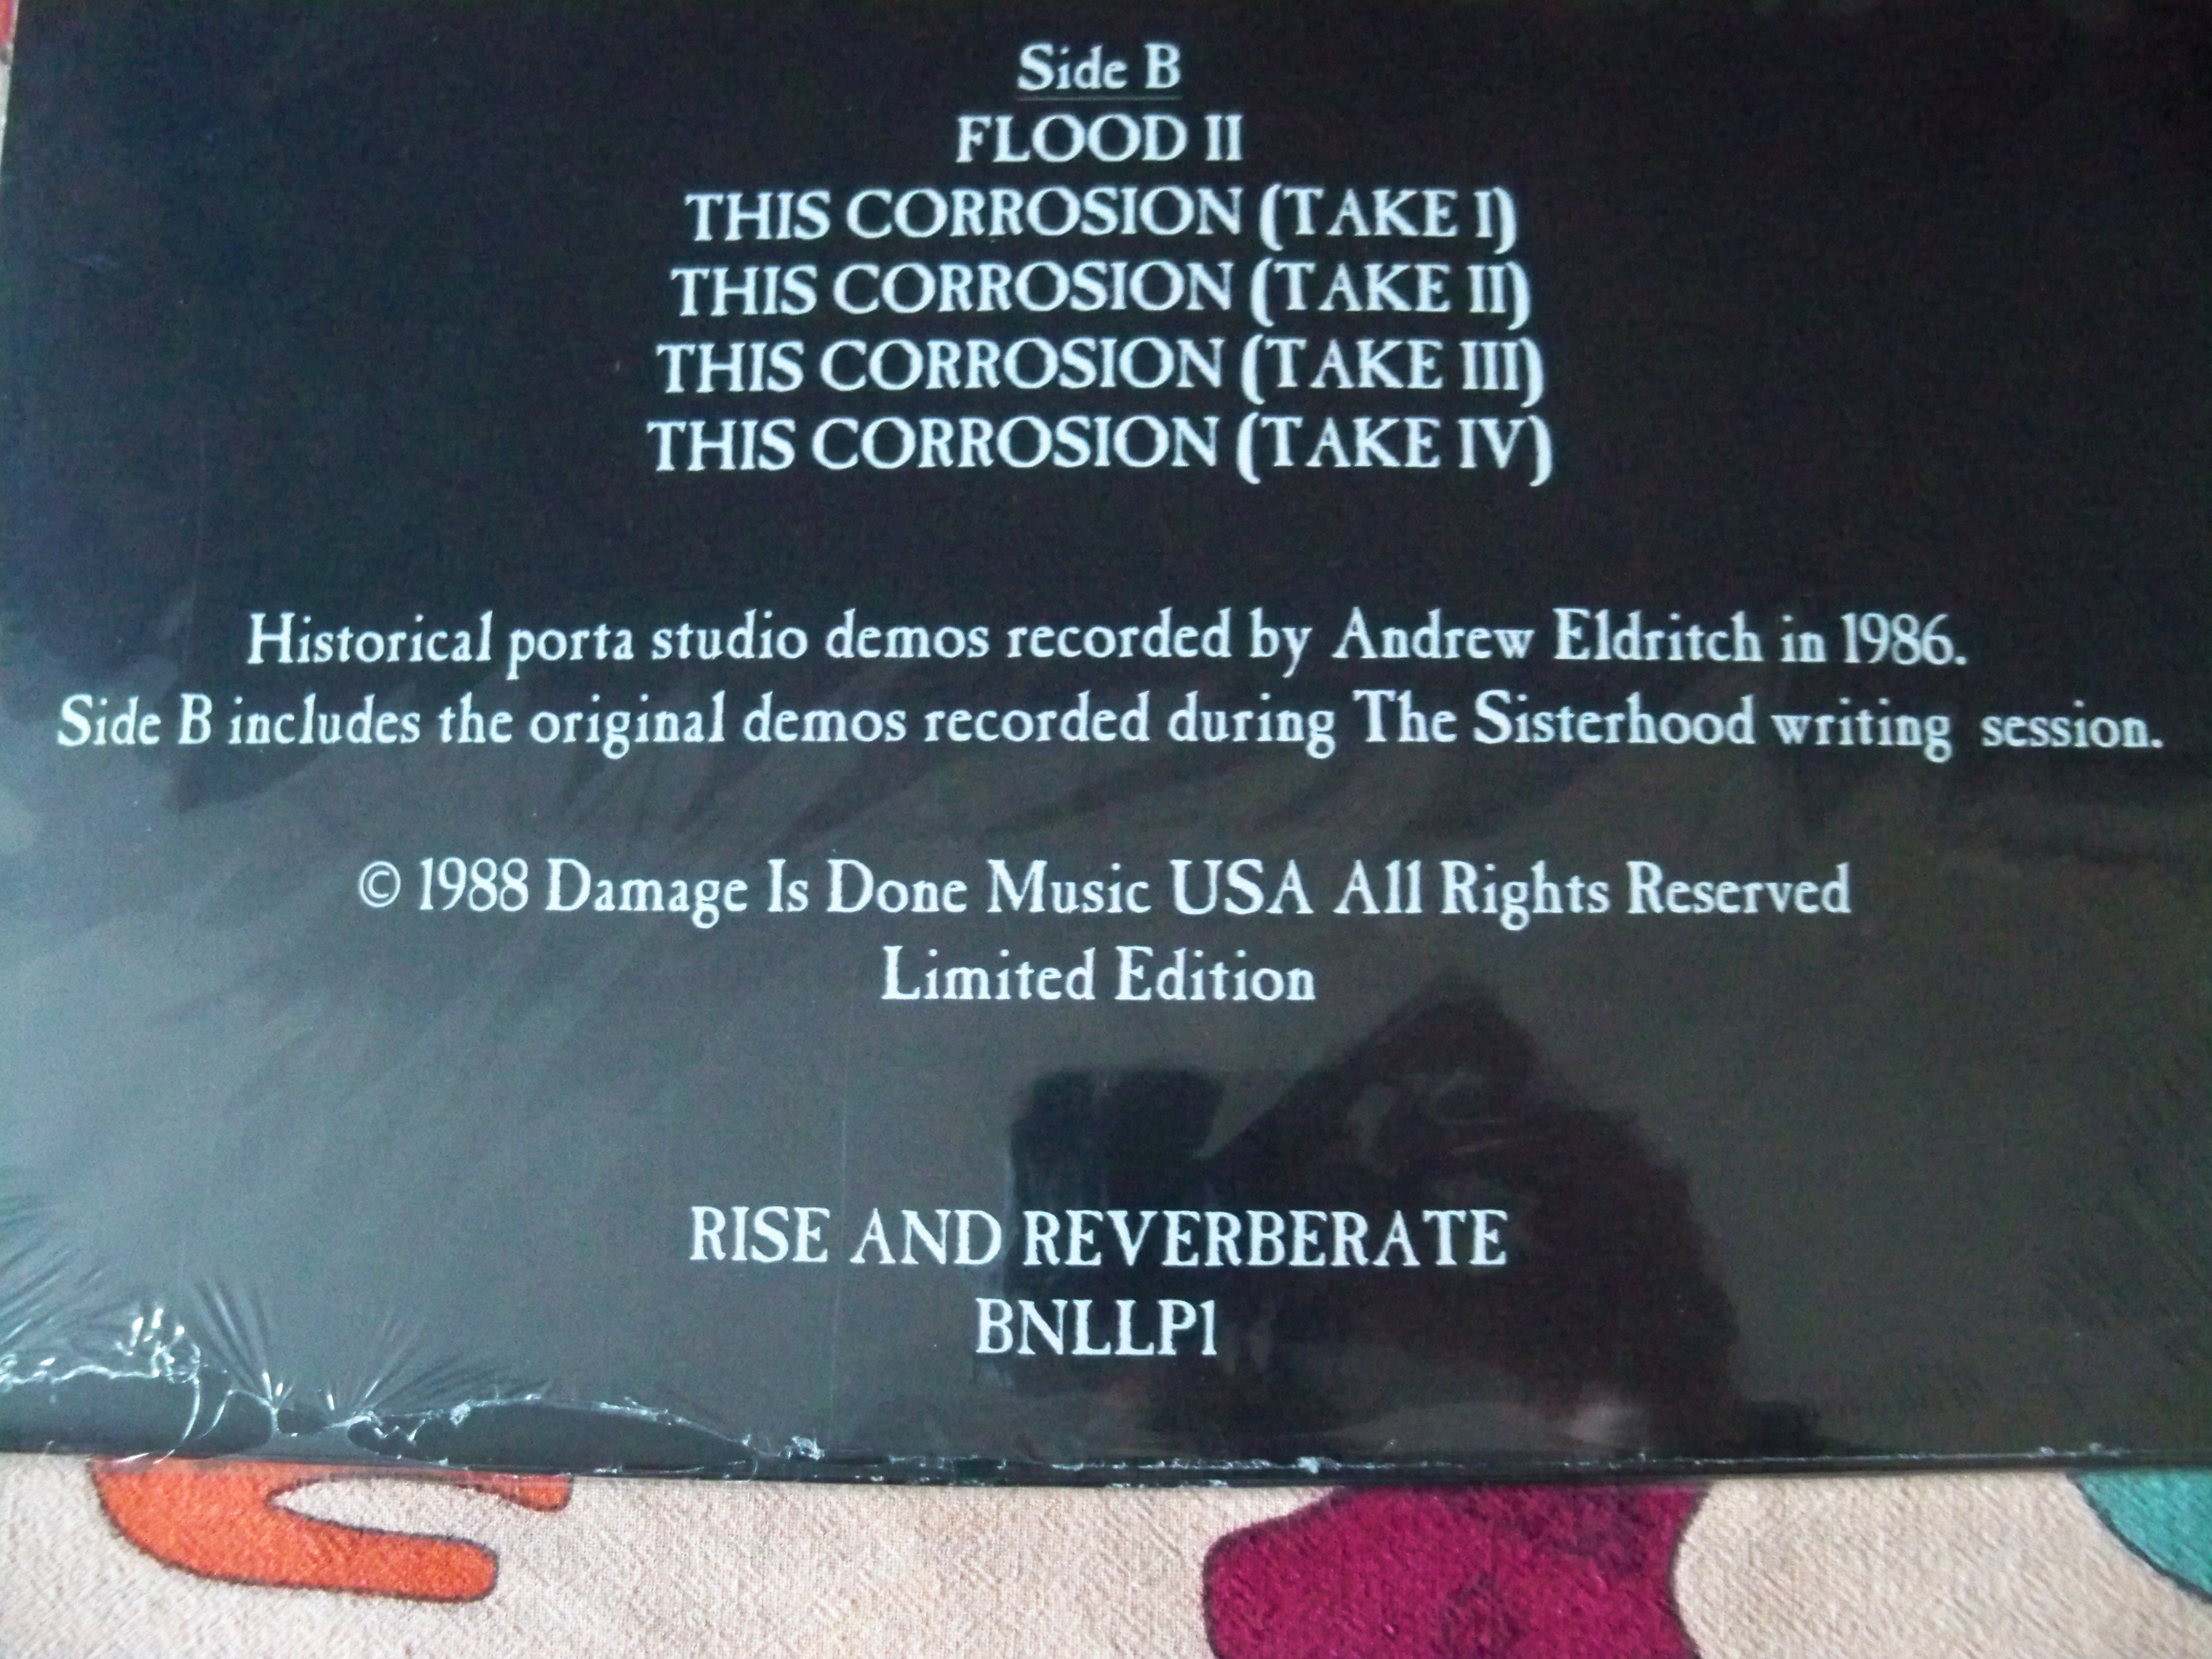 Side B
FLOOD II
THIS CORROSION (TAKE I)
THIS CORROSION (TAKE II)
THIS CORROSION (TAKE III)
THIS CORROSION (TAKE IV)
Historical porta studio demos recorded by Andrew Eldritch in 1986.
Side B includes the original demos recorded during The Sisterhood writing session.
© 1988 Damage Is Done Music USA All Rights Reserved
Limited Edition
RISE AND REVERBERATE
BNLLP1